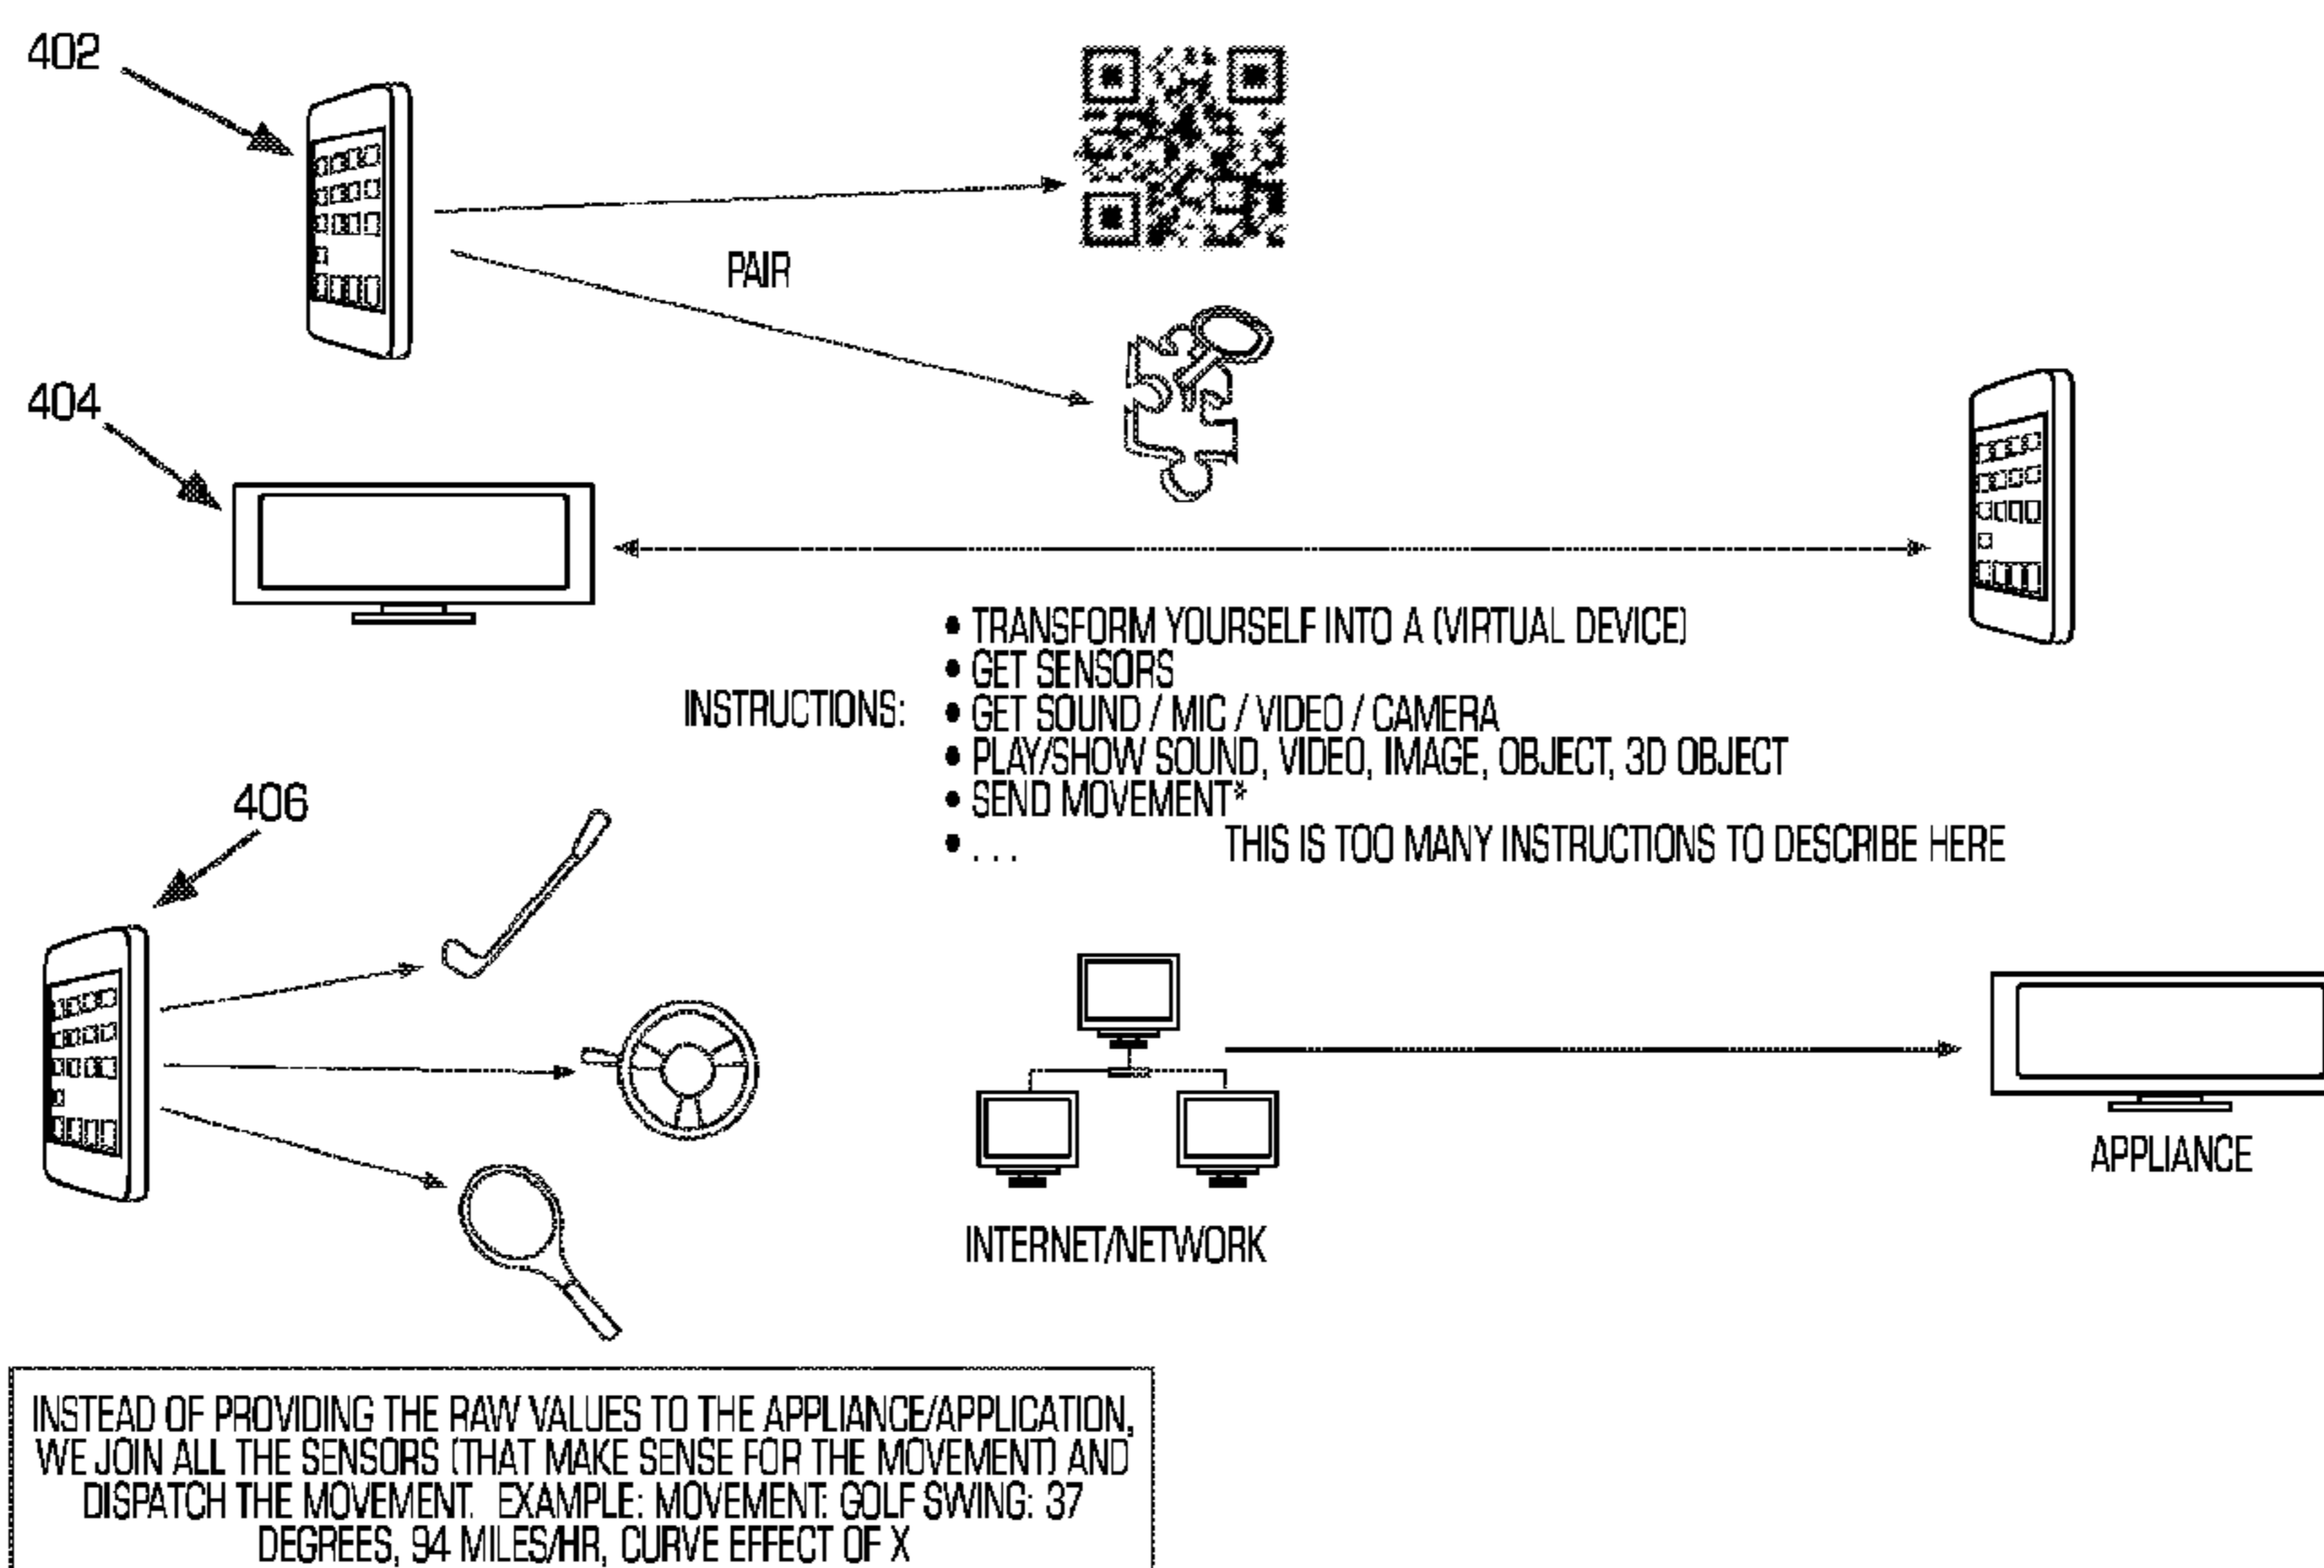 402
PAIR
404
INSTRUCTIONS:
• TRANSFORM YOURSELF INTO A (VIRTUAL DEVICE)
• GET SENSORS
• GET SOUND / MIC / VIDEO / CAMERA
• PLAY/SHOW SOUND, VIDEO, IMAGE, OBJECT, 3D OBJECT
• SEND MOVEMENT*
• . . . THIS IS TOO MANY INSTRUCTIONS TO DESCRIBE HERE
406
INTERNET/NETWORK
APPLIANCE
INSTEAD OF PROVIDING THE RAW VALUES TO THE APPLIANCE/APPLICATION,
WE JOIN ALL THE SENSORS (THAT MAKE SENSE FOR THE MOVEMENT) AND
DISPATCH THE MOVEMENT. EXAMPLE: MOVEMENT: GOLF SWING: 37
DEGREES, 94 MILES/HR, CURVE EFFECT OF X